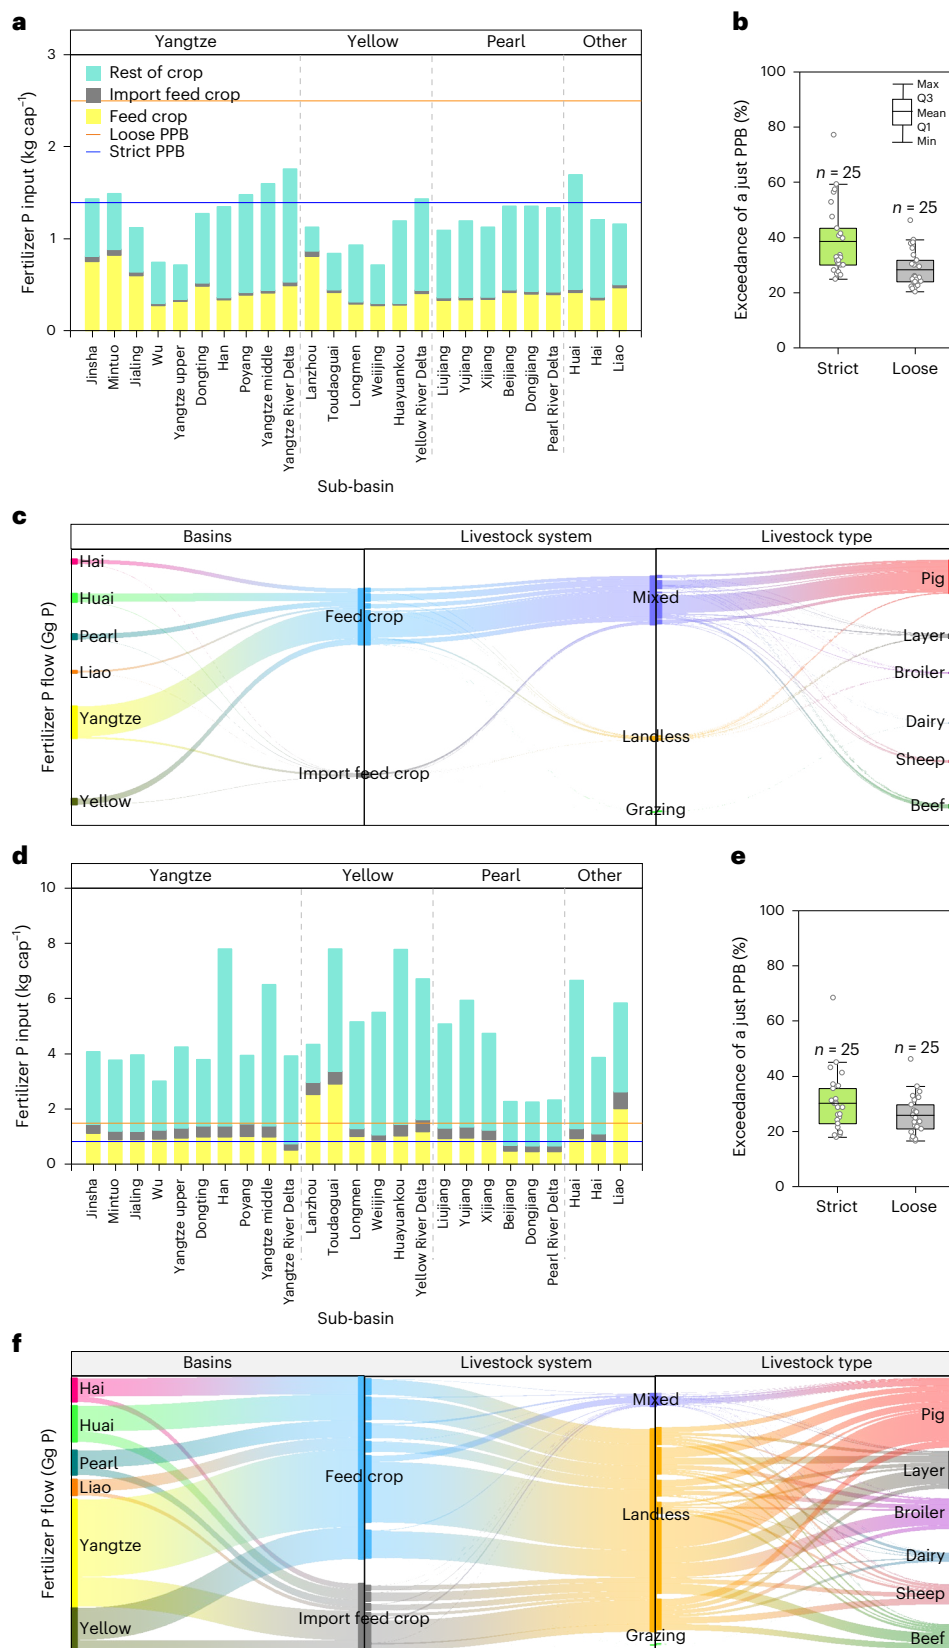 a
Yangtze Yellow Pearl Other
Fertilizer P input (kg cap⁻¹)
3
2
1
0
Rest of crop
Import feed crop
Feed crop
Loose PPB
Strict PPB
Jinsha
Mintuo
Jialing
Wu
Yangtze upper
Dongting
Han
Poyang
Yangtze middle
Yangtze River Delta
Lanzhou
Toudaoguai
Longmen
Weijing
Huayuankou
Yellow River Delta
Liujiang
Yujiang
Xijiang
Beijiang
Dongjiang
Pearl River Delta
Huai
Hai
Liao
Sub-basin
b
Exceedance of a just PPB (%)
100
80
60
40
20
0
Max
Q3
Mean
Q1
Min
n = 25
n = 25
Strict Loose
c
Basins Livestock system Livestock type
Fertilizer P flow (Gg P)
Hai
Huai
Pearl
Liao
Yangtze
Yellow
Feed crop
Import feed crop
Mixed
Landless
Grazing
Pig
Layer
Broiler
Dairy
Sheep
Beef
d
Yangtze Yellow Pearl Other
Fertilizer P input (kg cap⁻¹)
10
8
6
4
2
0
Jinsha
Mintuo
Jialing
Wu
Yangtze upper
Dongting
Han
Poyang
Yangtze middle
Yangtze River Delta
Lanzhou
Toudaoguai
Longmen
Weijing
Huayuankou
Yellow River Delta
Liujiang
Yujiang
Xijiang
Beijiang
Dongjiang
Pearl River Delta
Huai
Hai
Liao
Sub-basin
e
Exceedance of a just PPB (%)
100
80
60
40
20
0
n = 25
n = 25
Strict Loose
f
Basins Livestock system Livestock type
Fertilizer P flow (Gg P)
Hai
Huai
Pearl
Liao
Yangtze
Yellow
Feed crop
Import feed crop
Mixed
Landless
Grazing
Pig
Layer
Broiler
Dairy
Sheep
Beef